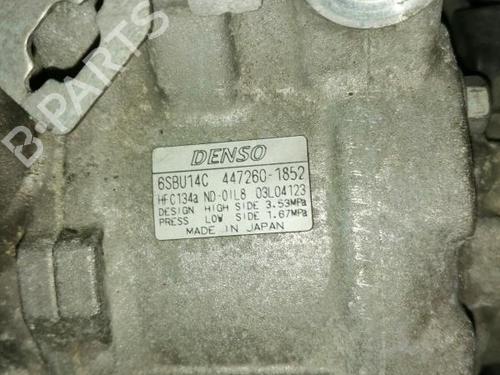 B-PARTS
DENSO
6SBU14C 447260-1852
HFC134a ND-OIL8 03L04123
DESIGN HIGH SIDE 3.53MPa
PRESS LOW SIDE 1.67MPa
MADE IN JAPAN